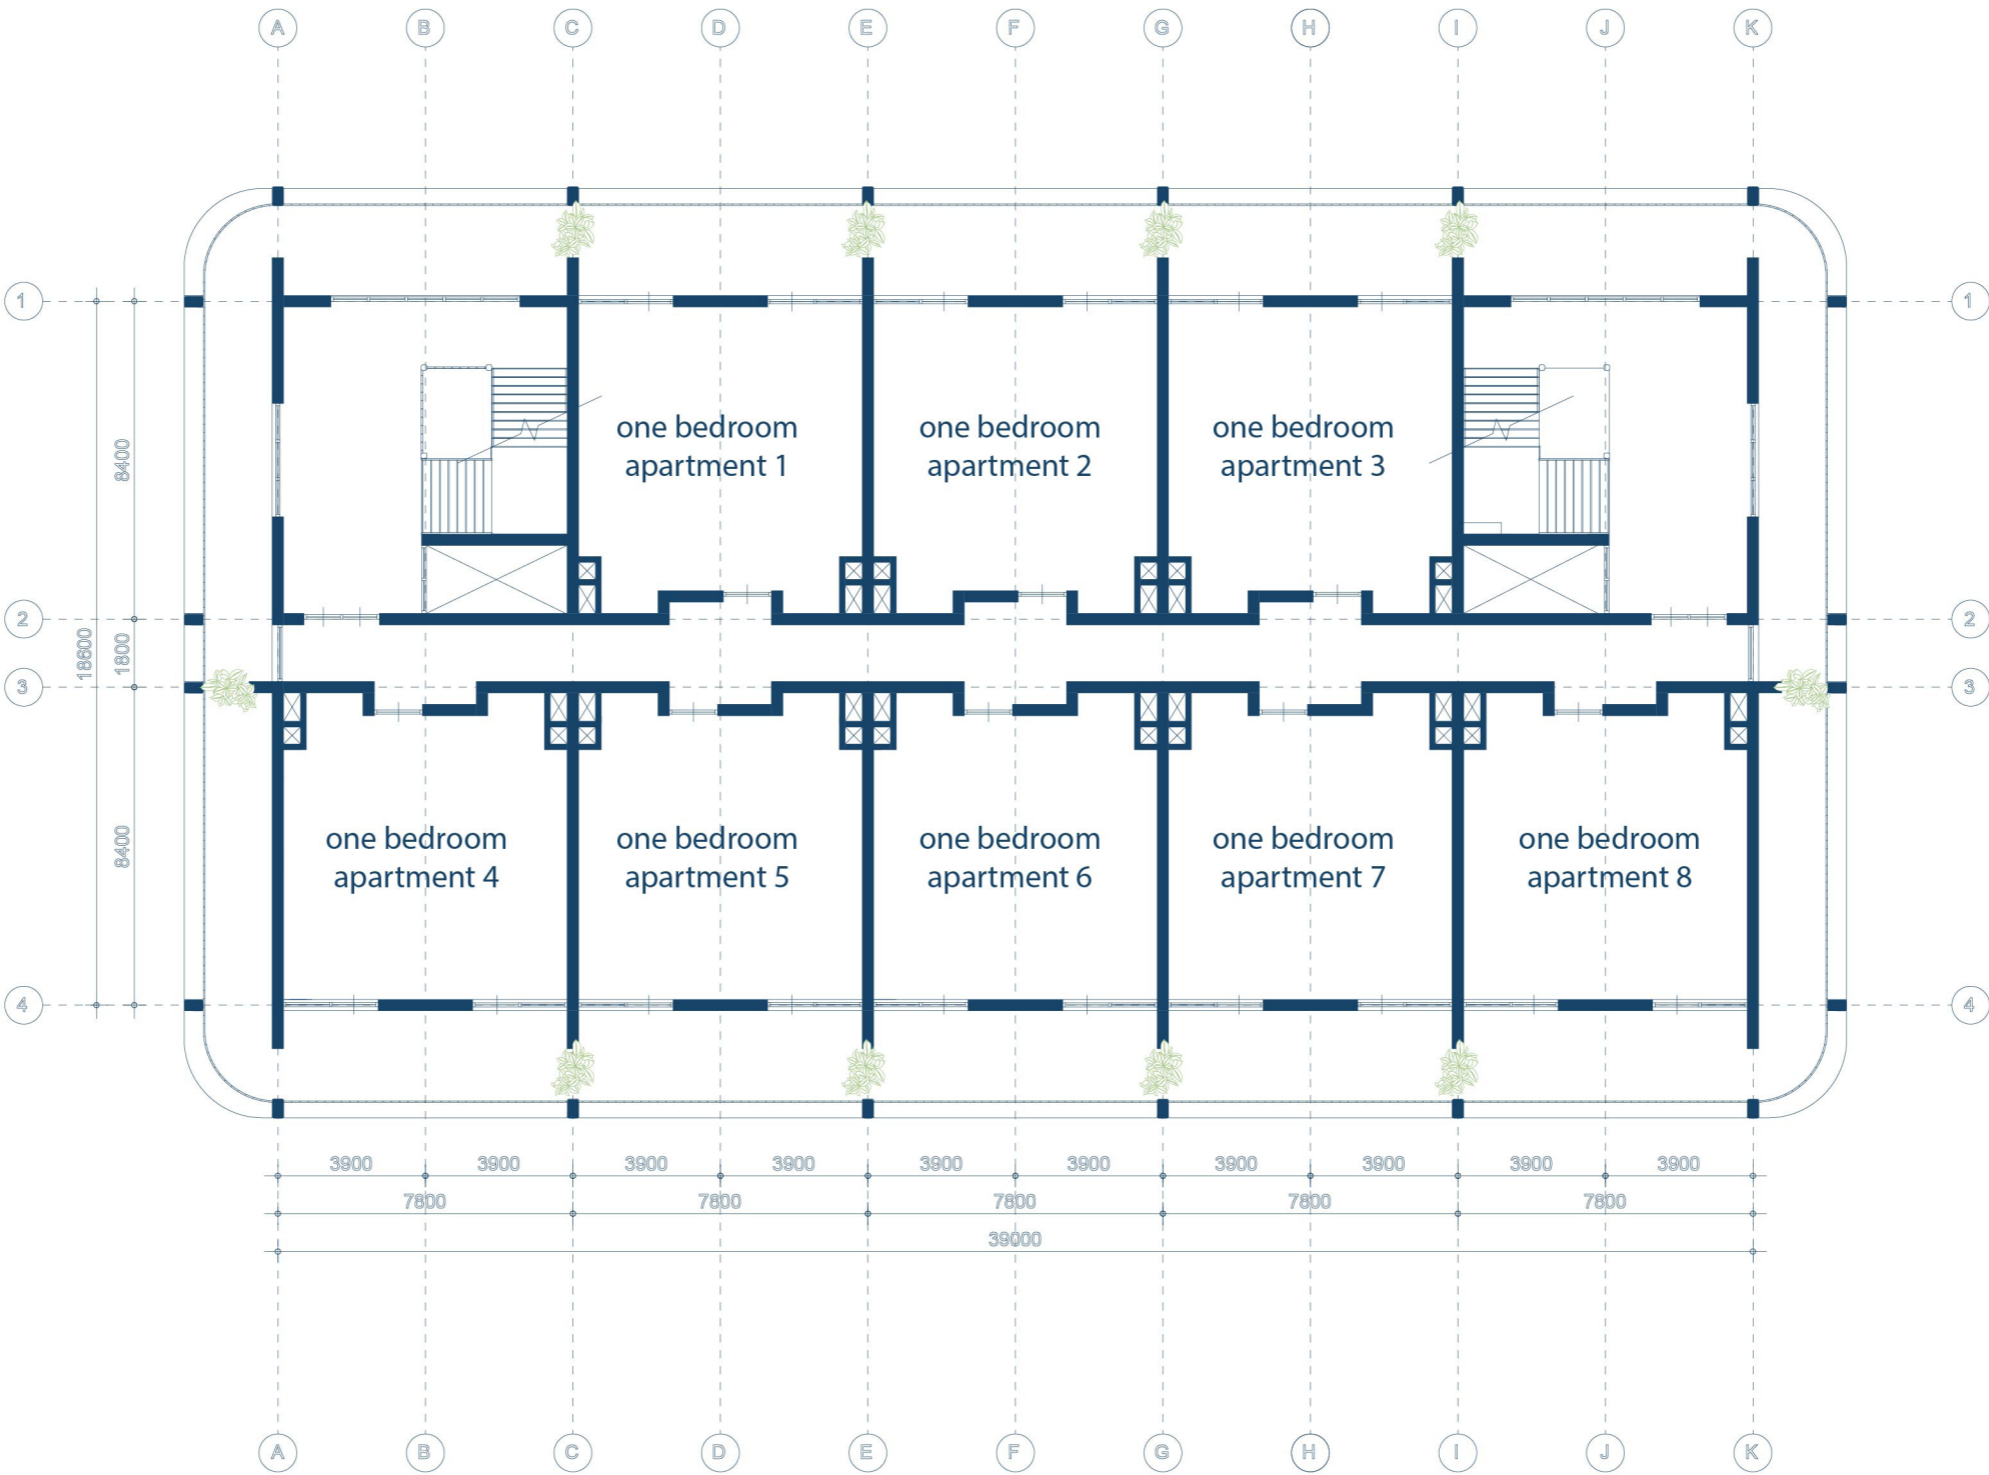 A B C D E F G H I J K
1 1
one bedroom one bedroom one bedroom
apartment 1 apartment 2 apartment 3
8400
2 2
18600 1800
3 3
8400
one bedroom one bedroom one bedroom one bedroom one bedroom
apartment 4 apartment 5 apartment 6 apartment 7 apartment 8
4 4
3900 3900 3900 3900 3900 3900 3900 3900 3900 3900
7800 7800 7800 7800 7800
39000
A B C D E F G H I J K